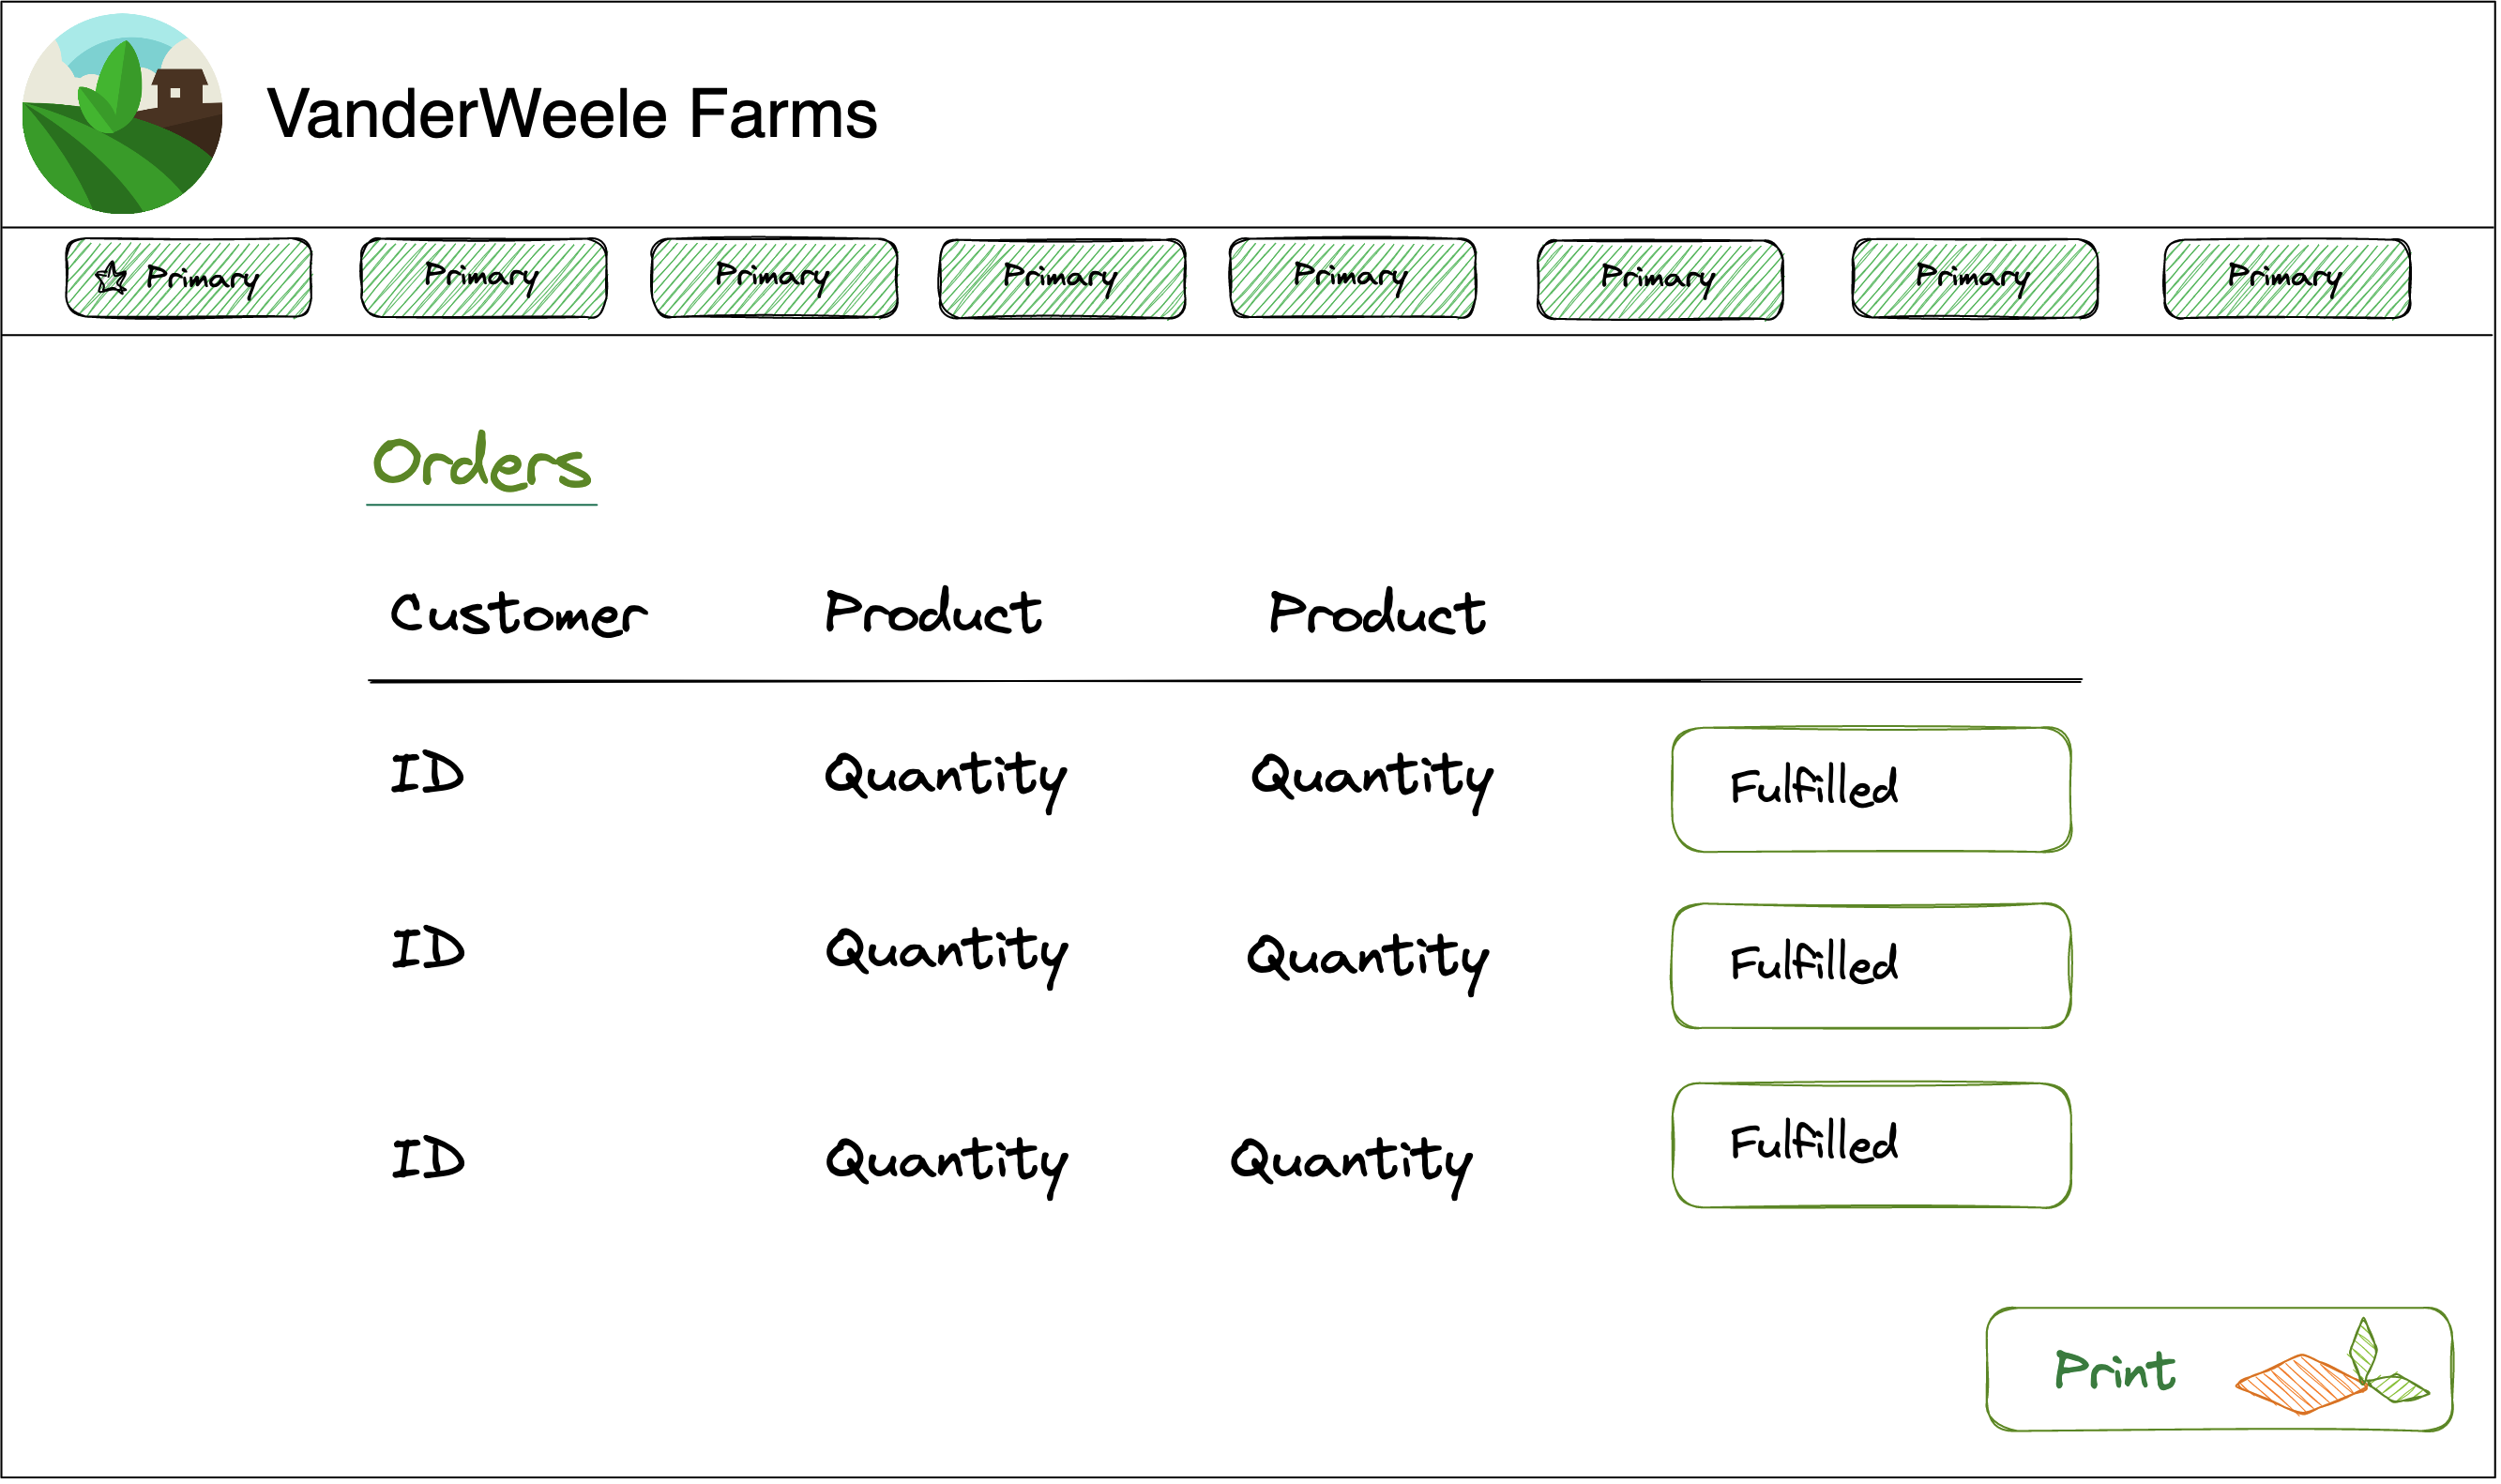 VanderWeele Farms
Primary Primary Primary Primary Primary Primary Primary Primary
Orders
Customer Product Product
ID Quantity Quantity Fulfilled
ID Quantity Quantity Fulfilled
ID Quantity Quantity Fulfilled
Print